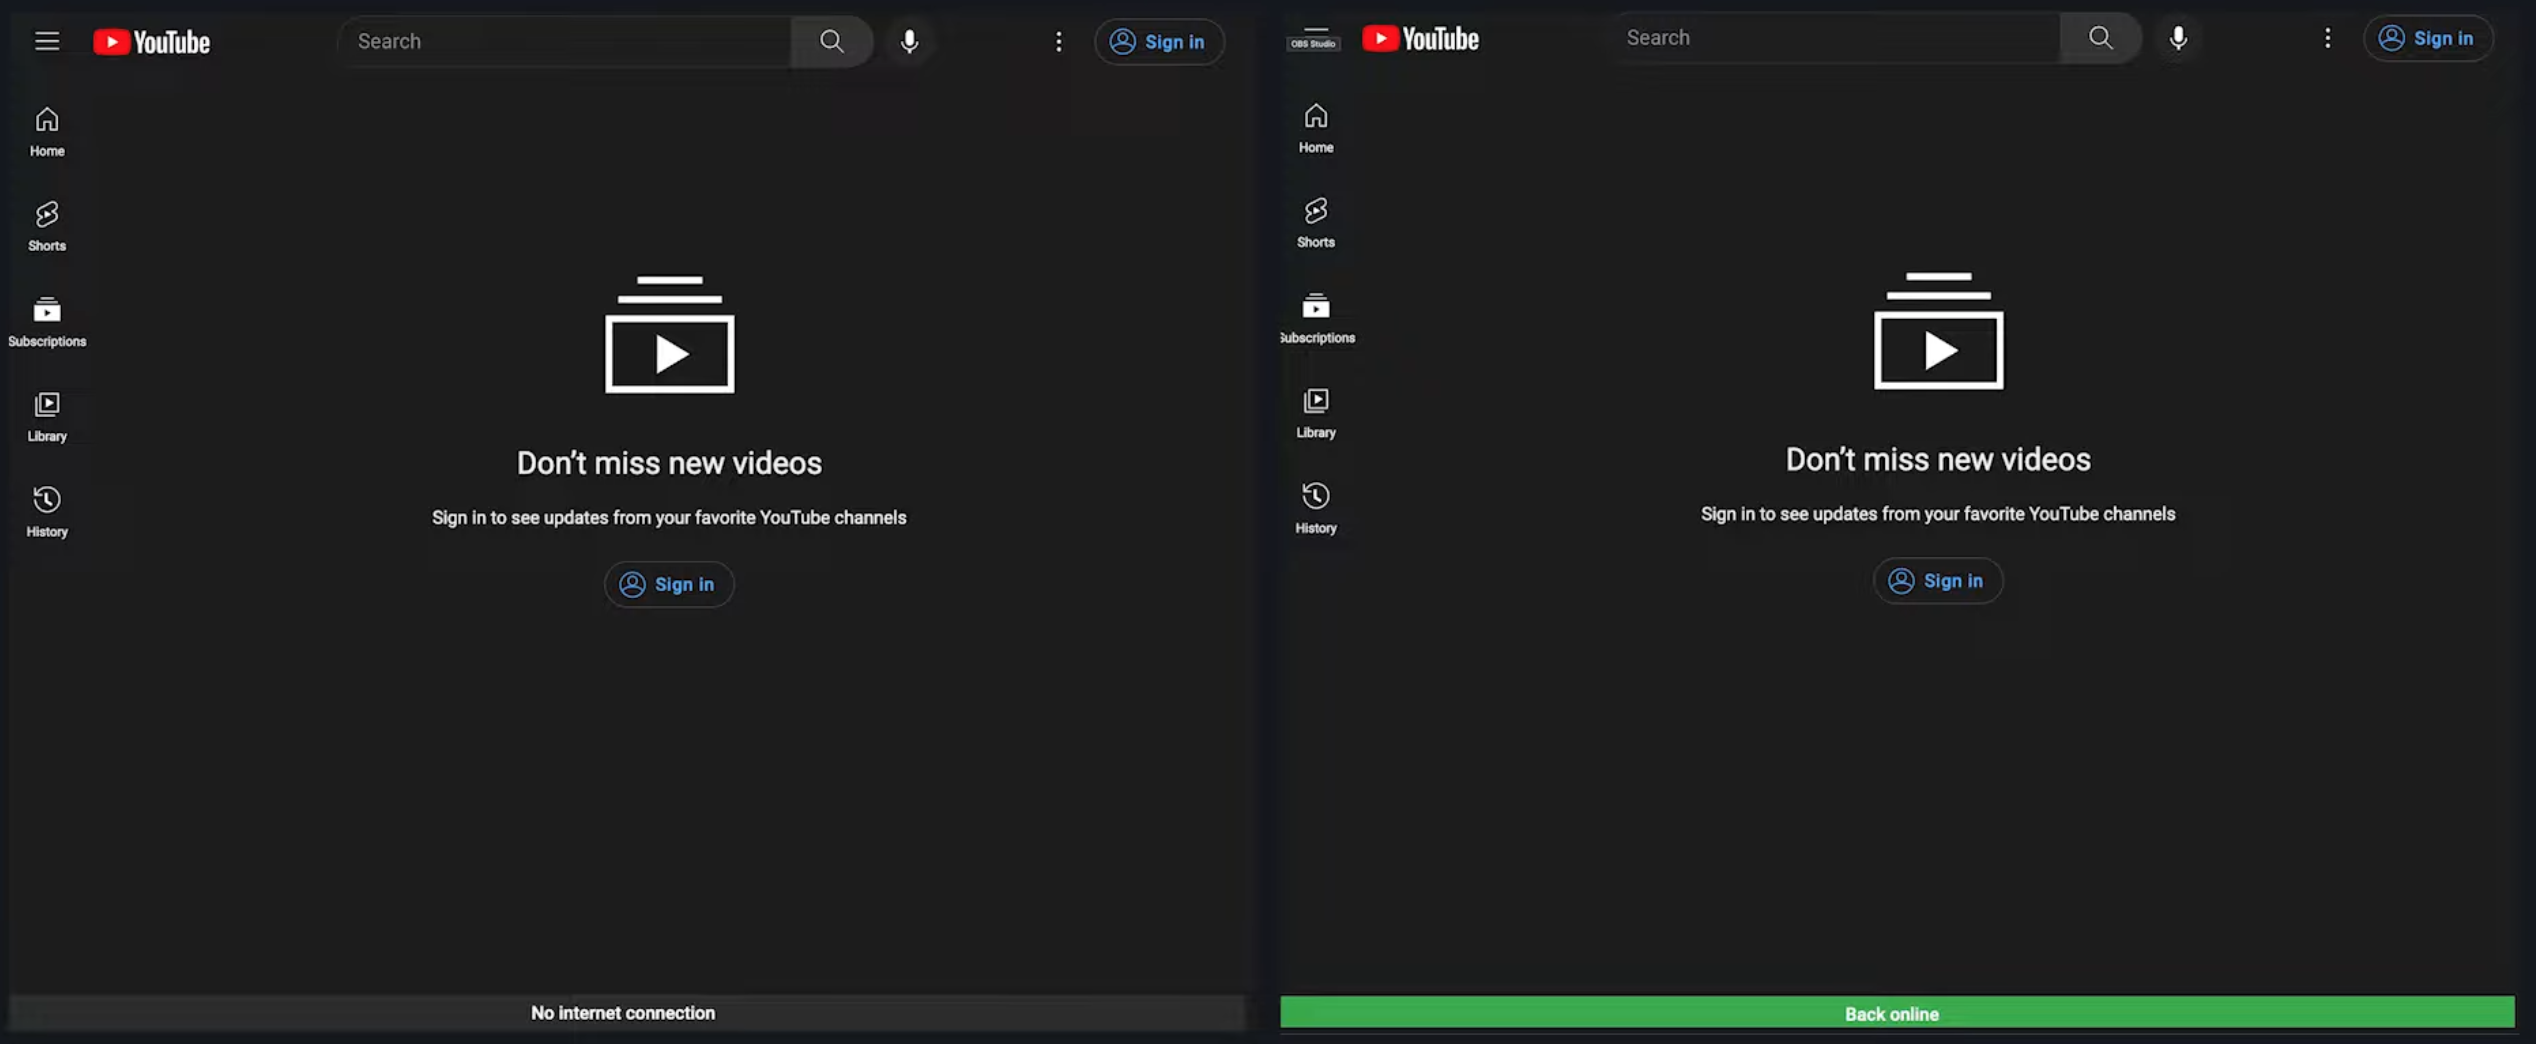 YouTube
Search
Sign in
Home
Shorts
Subscriptions
Library
History
Don't miss new videos
Sign in to see updates from your favorite YouTube channels
Sign in
No internet connection
OBS Studio
YouTube
Search
Sign in
Home
Shorts
Subscriptions
Library
History
Don't miss new videos
Sign in to see updates from your favorite YouTube channels
Sign in
Back online